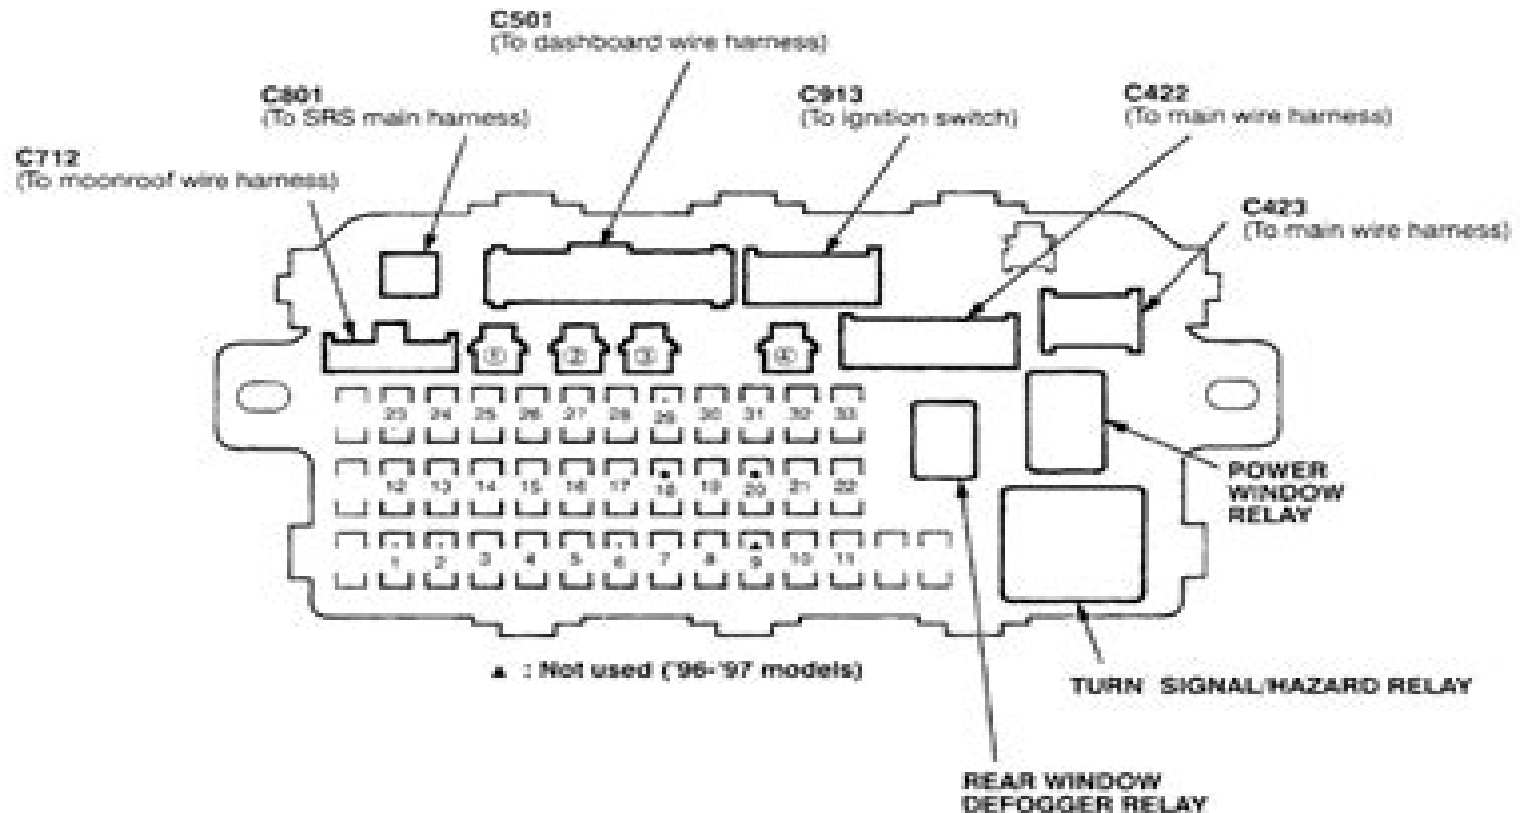 C501
(To dashboard wire harness)
C801
(To SRS main harness)
C913
(To ignition switch)
C422
(To main wire harness)
C712
(To moonroof wire harness)
C423
(To main wire harness)
① ② ③ ④
23 24 25 26 27 28 29 30 31 32 33
12 13 14 15 16 17 18 19 20 21 22
1 2 3 4 5 6 7 8 9 10 11
POWER
WINDOW
RELAY
▲ : Not used ('96-'97 models)
TURN SIGNAL/HAZARD RELAY
REAR WINDOW
DEFOGGER RELAY